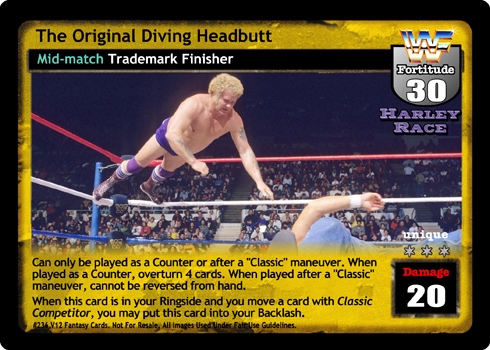 The Original Diving Headbutt
Mid-match Trademark Finisher
WF
Fortitude
30
HARLEY
RACE
unique
Can only be played as a Counter or after a "Classic" maneuver. When
played as a Counter, overturn 4 cards. When played after a "Classic"
maneuver, cannot be reversed from hand.
When this card is in your Ringside and you move a card with Classic
Competitor, you may put this card into your Backlash.
Damage
20
#236 V12 Fantasy Cards. Not For Resale, All Images Used Under Fair Use Guidelines.